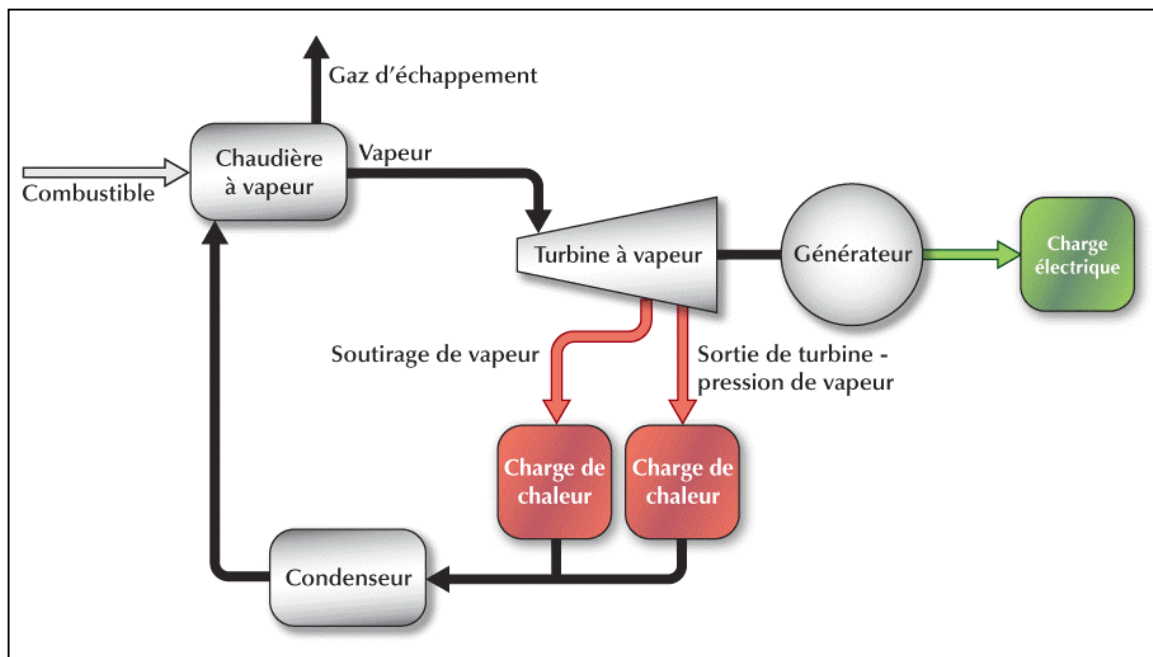 Gaz d'échappement
Chaudière
à vapeur
Vapeur
Combustible
Turbine à vapeur
Générateur
Charge
électrique
Soutirage de vapeur
Sortie de turbine -
pression de vapeur
Charge de
chaleur
Charge de
chaleur
Condenseur